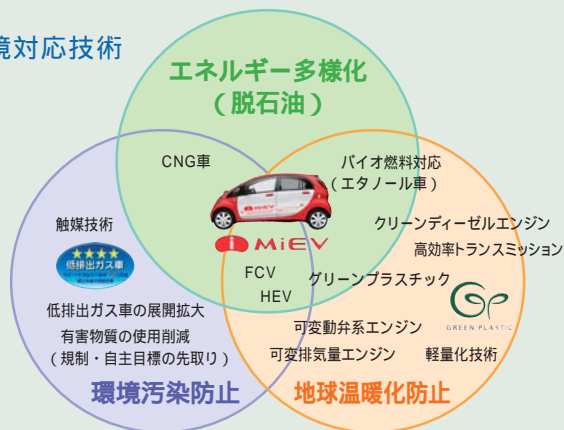 境対応技術
エネルギー多様化
（脱石油）
CNG車
バイオ燃料対応
（エタノール車）
触媒技術
クリーンディーゼルエンジン
高効率トランスミッション
i MiEV
★★★★
低排出ガス車
FCV
HEV
グリーンプラスチック
GREEN PLASTIC
低排出ガス車の展開拡大
有害物質の使用削減
（規制・自主目標の先取り）
可変動弁系エンジン
可変排気量エンジン
軽量化技術
環境汚染防止
地球温暖化防止